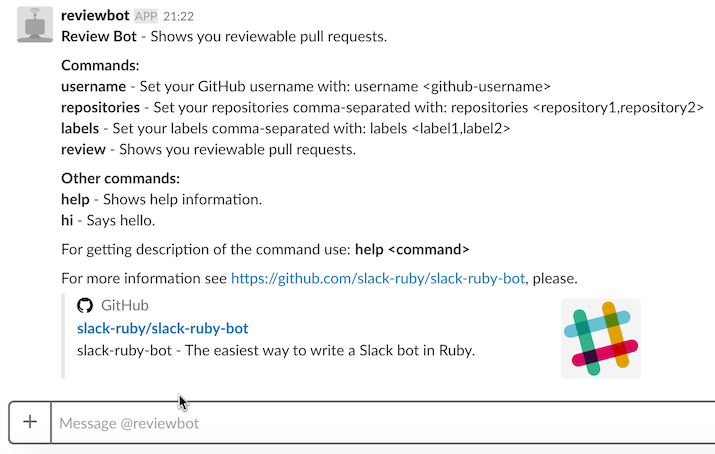 reviewbot APP 21:22
Review Bot - Shows you reviewable pull requests.
Commands:
username - Set your GitHub username with: username <github-username>
repositories - Set your repositories comma-separated with: repositories <repository1,repository2>
labels - Set your labels comma-separated with: labels <label1,label2>
review - Shows you reviewable pull requests.
Other commands:
help - Shows help information.
hi - Says hello.
For getting description of the command use: help <command>
For more information see https://github.com/slack-ruby/slack-ruby-bot, please.
GitHub
slack-ruby/slack-ruby-bot
slack-ruby-bot - The easiest way to write a Slack bot in Ruby.
+ Message @reviewbot